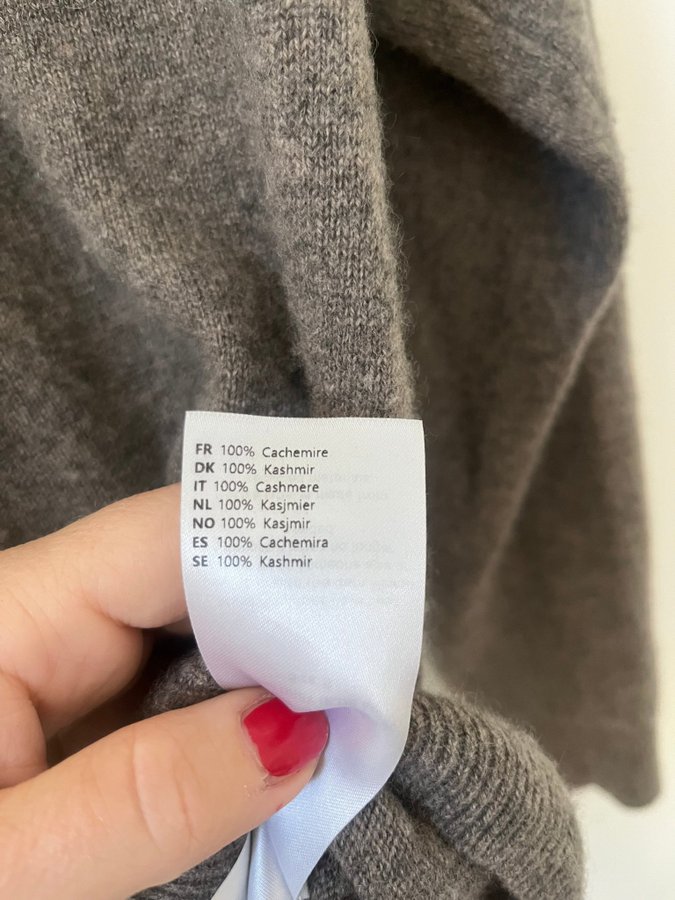 FR 100% Cachemire
DK 100% Kashmir
IT 100% Cashmere
NL 100% Kasjmier
NO 100% Kasjmir
ES 100% Cachemira
SE 100% Kashmir